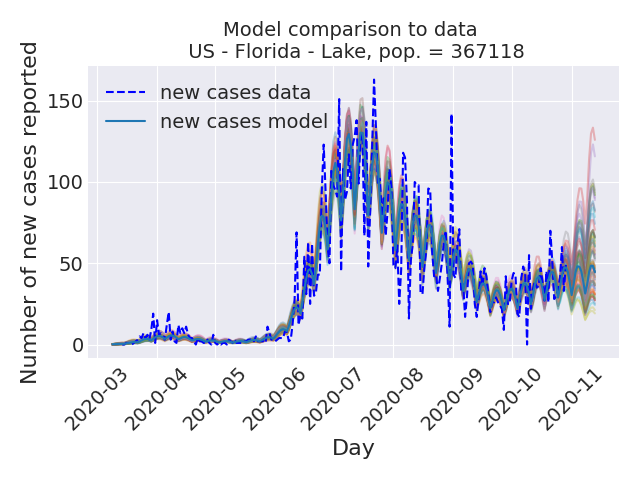 Model comparison to data
US - Florida - Lake, pop. = 367118
Number of new cases reported
150
100
50
0
new cases data
new cases model
2020-03
2020-04
2020-05
2020-06
2020-07
2020-08
2020-09
2020-10
2020-11
Day